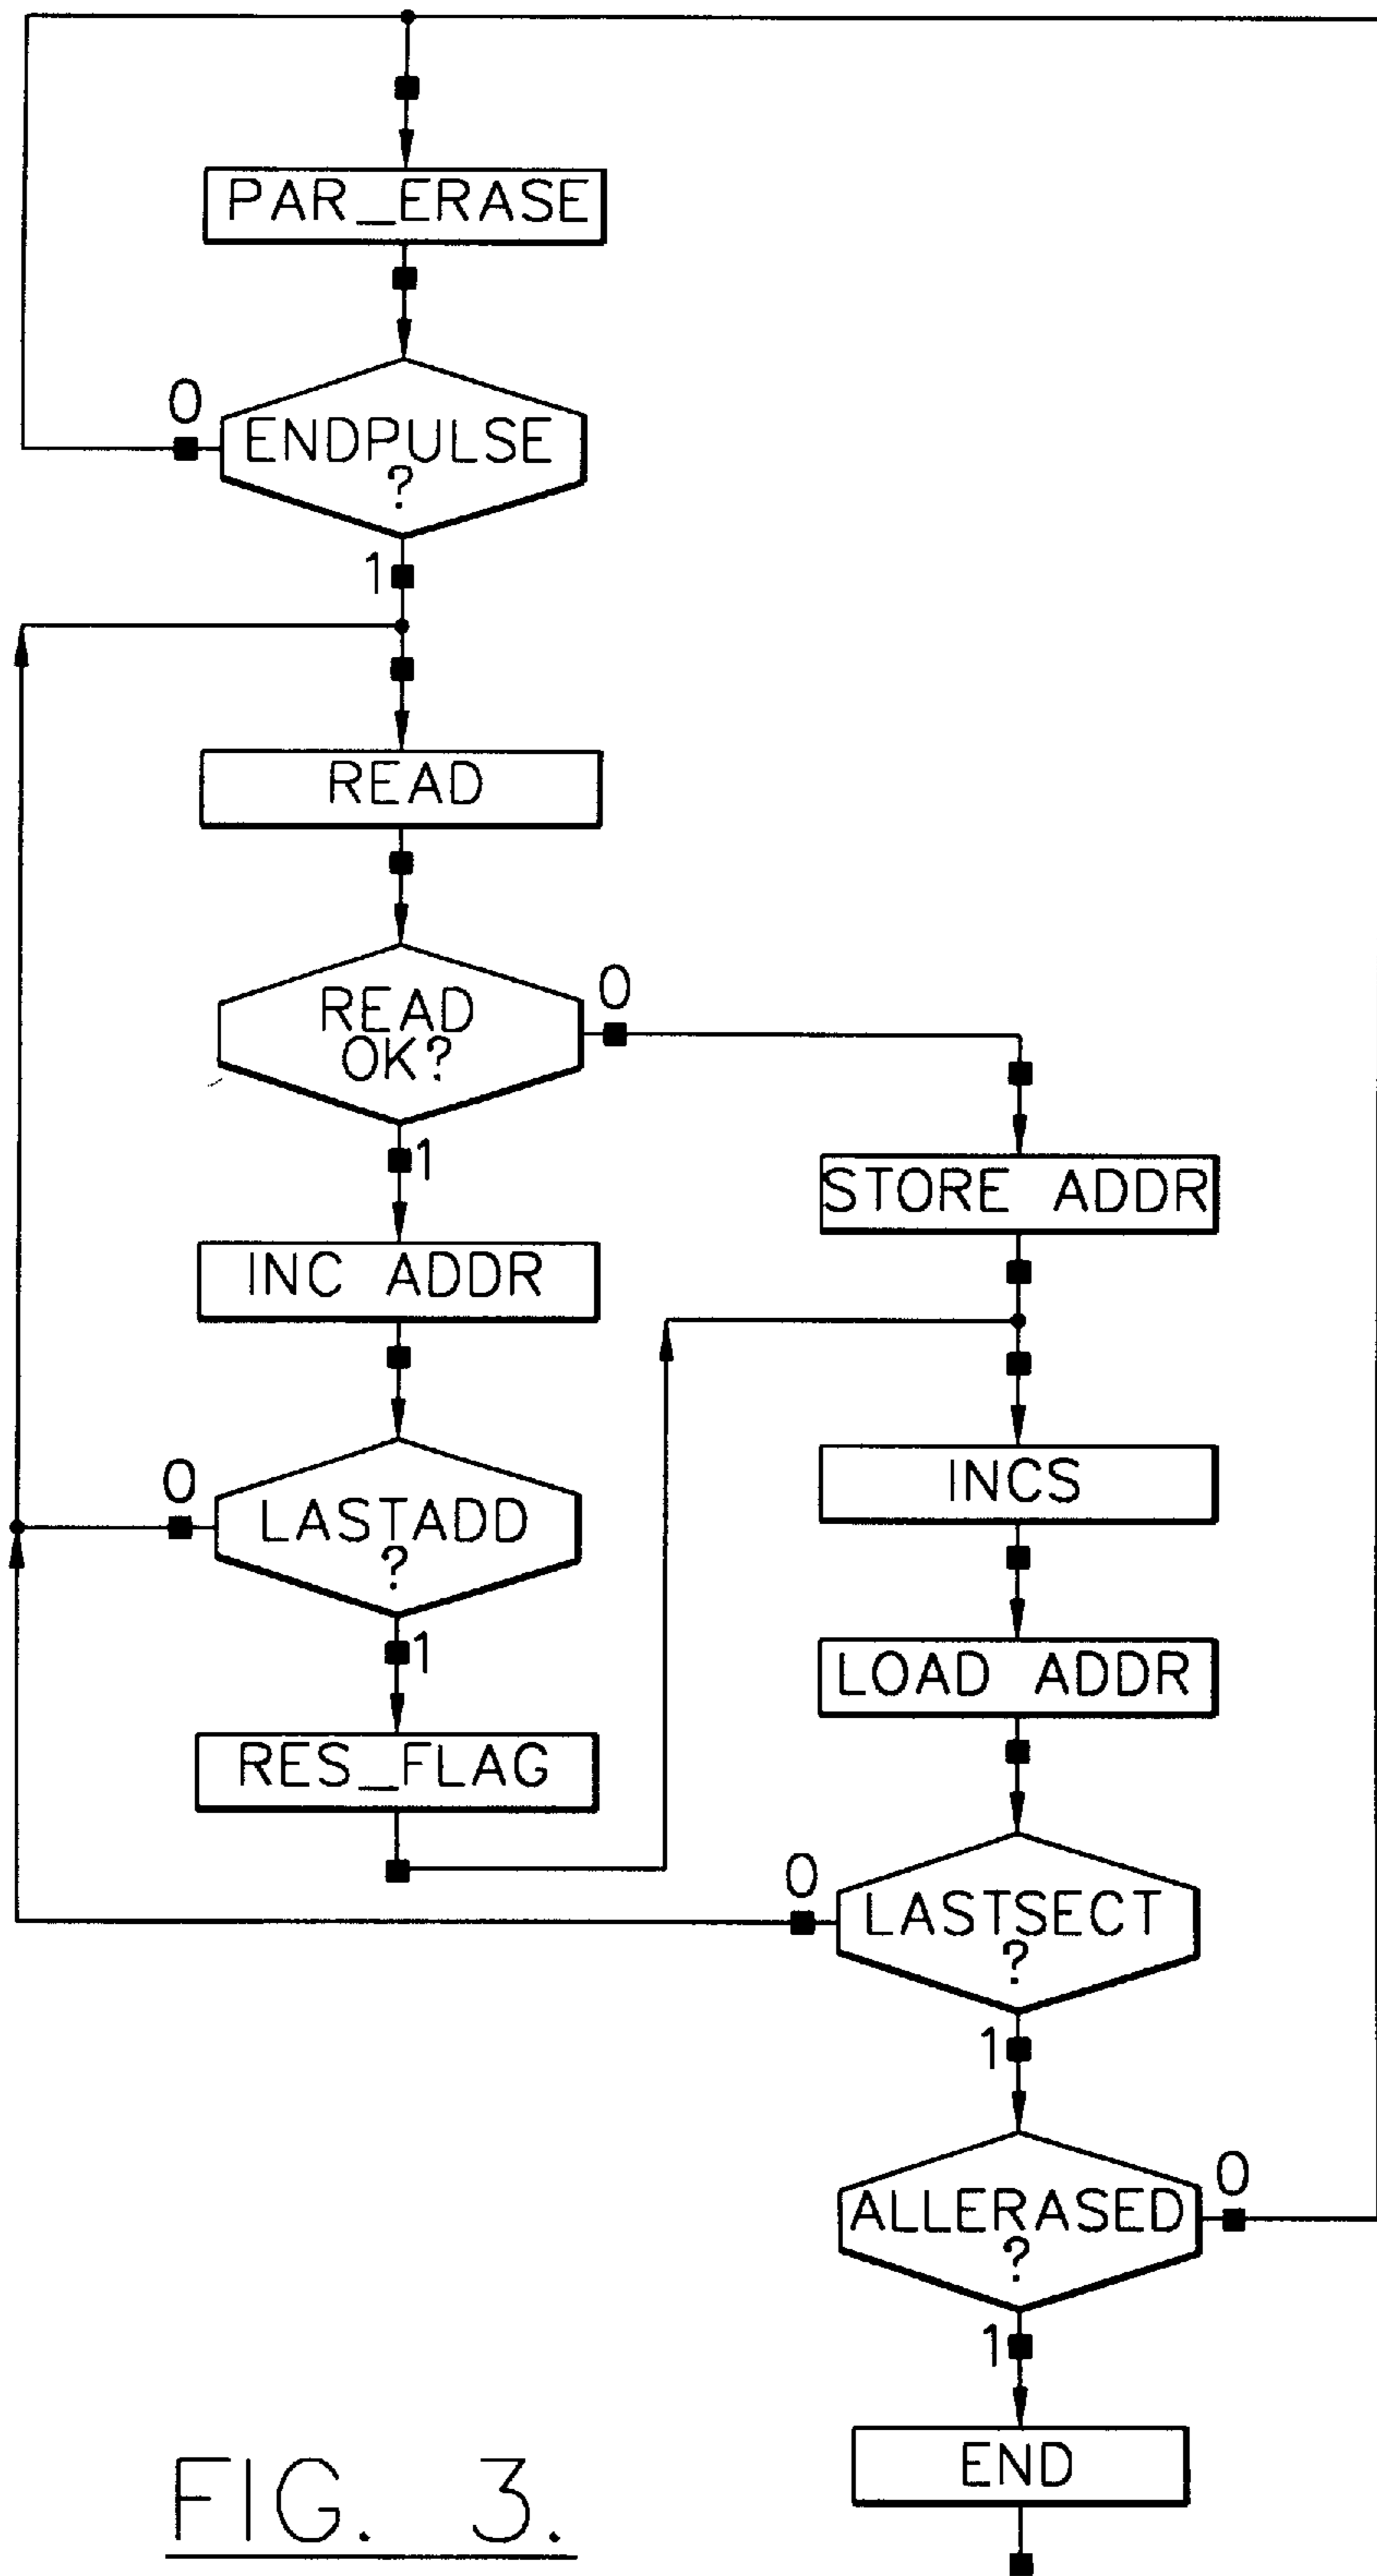 PAR_ERASE
0
ENDPULSE
?
1
READ
READ
OK?
0
1
STORE ADDR
INC ADDR
INCS
0
LASTADD
?
1
LOAD ADDR
RES_FLAG
0
LASTSECT
?
1
0
ALLERASED
?
1
END
FIG. 3.